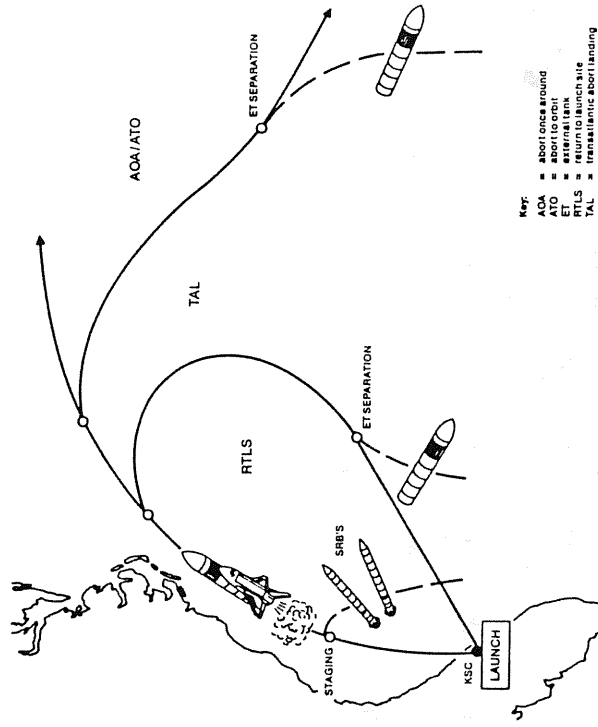 AOA/ATO
ET SEPARATION
TAL
RTLS
ET SEPARATION
SRB'S
STAGING
KSC
LAUNCH
Key:
AOA = abort once around
ATO = abort to orbit
ET = external tank
RTLS = return to launch site
TAL = transatlantic abort landing